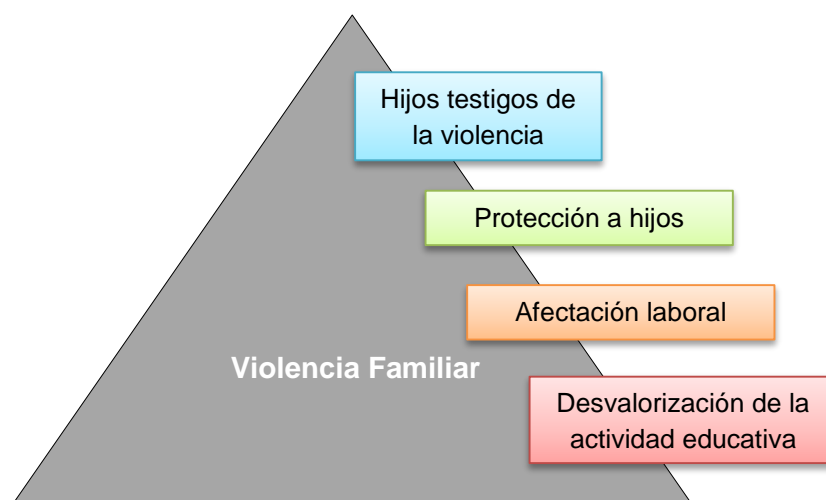 Hijos testigos de
la violencia
Protección a hijos
Afectación laboral
Violencia Familiar
Desvalorización de la
actividad educativa